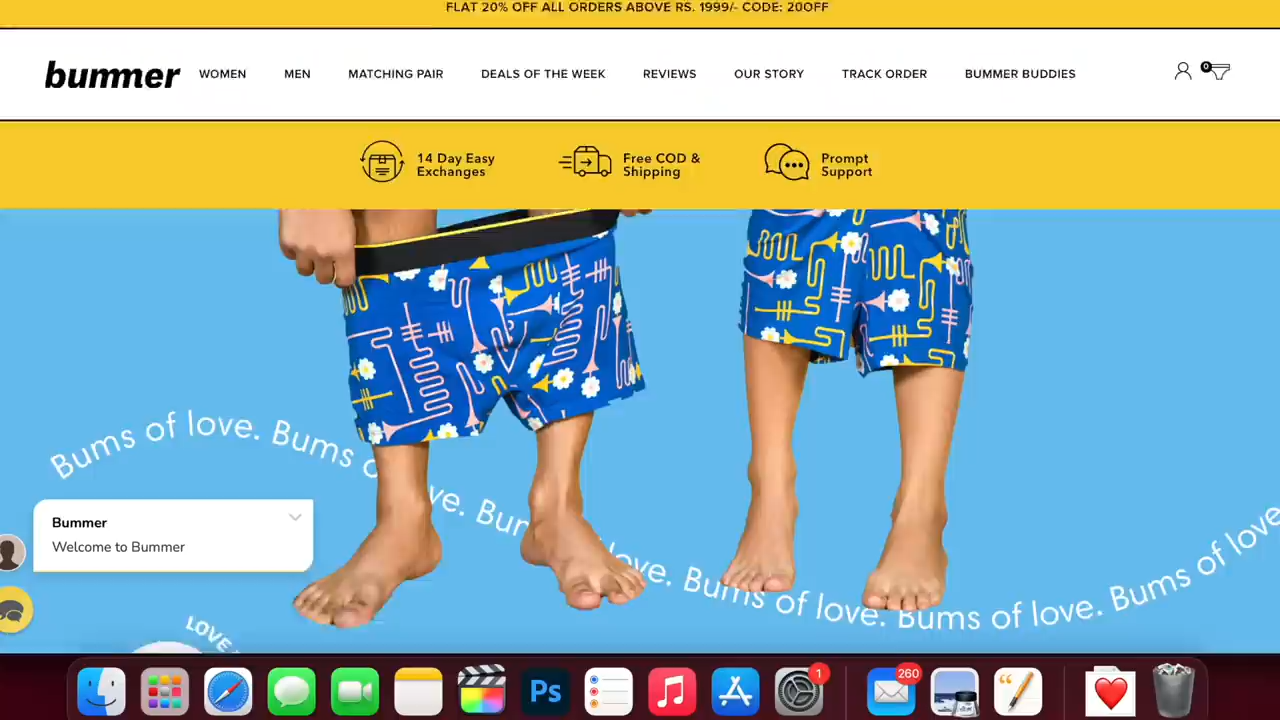 FLAT 20% OFF ALL ORDERS ABOVE RS. 1999/- CODE: 20OFF
bummer
WOMEN MEN MATCHING PAIR DEALS OF THE WEEK REVIEWS OUR STORY TRACK ORDER BUMMER BUDDIES
0
14 Day Easy
Exchanges
Free COD &
Shipping
Prompt
Support
Bums of love. Bums of love. Bums of love. Bums of love. Bums of love. Bums of love
Bummer
Welcome to Bummer
LOVE
Ps
1
260